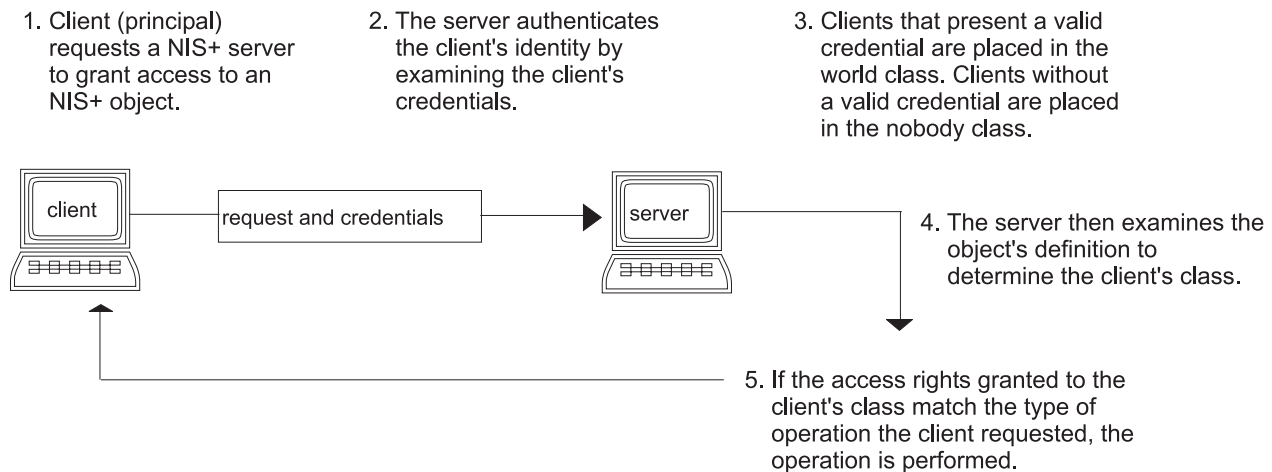 1. Client (principal)
requests a NIS+ server
to grant access to an
NIS+ object.
2. The server authenticates
the client's identity by
examining the client's
credentials.
3. Clients that present a valid
credential are placed in the
world class. Clients without
a valid credential are placed
in the nobody class.
client
request and credentials
server
4. The server then examines the
object's definition to
determine the client's class.
5. If the access rights granted to the
client's class match the type of
operation the client requested, the
operation is performed.